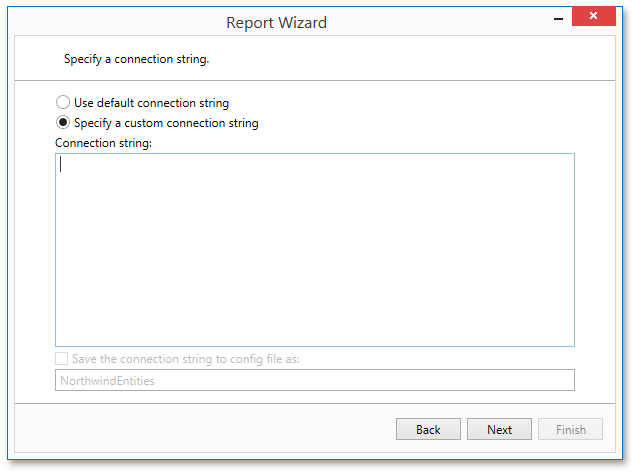 Report Wizard
Specify a connection string.
Use default connection string
Specify a custom connection string
Connection string:
Save the connection string to config file as:
NorthwindEntities
Back Next Finish